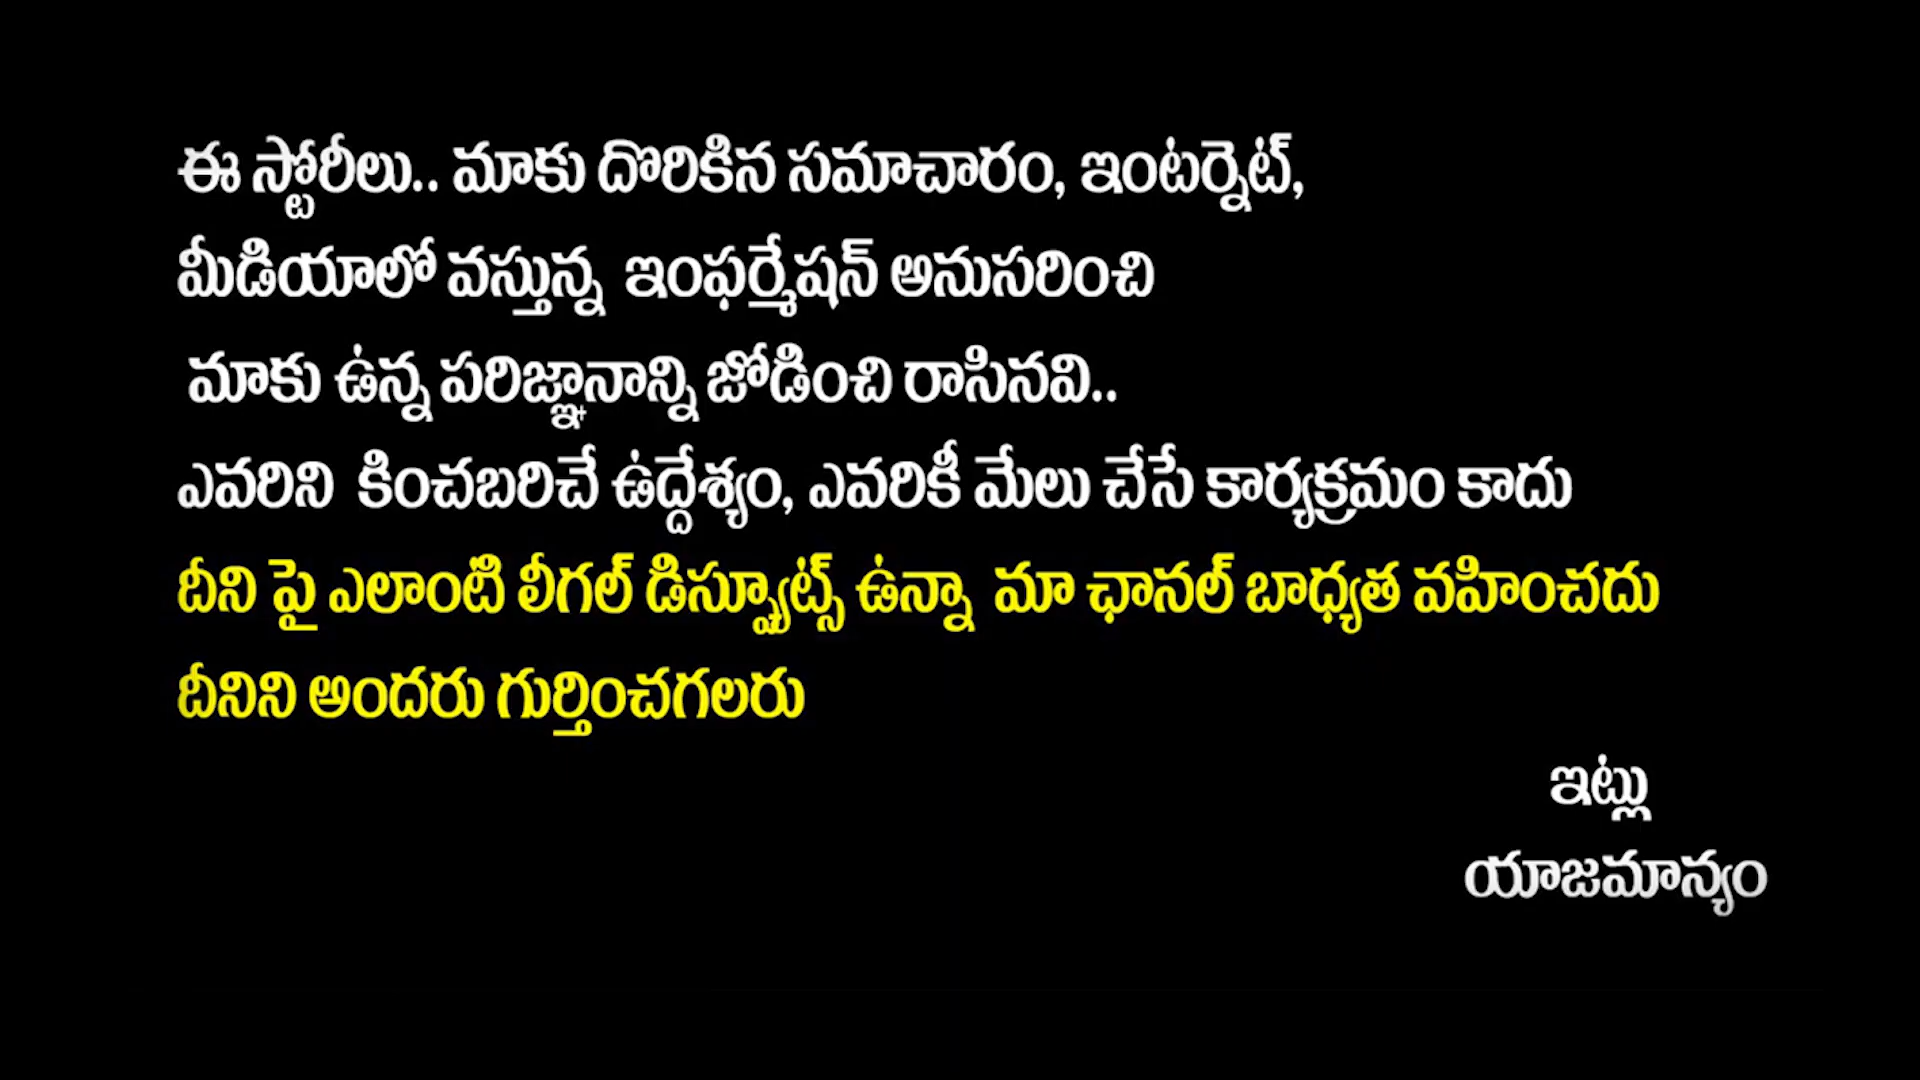 ఈ స్టోరీలు.. మాకు దొరికిన సమాచారం, ఇంటర్నెట్,
మీడియాలో వస్తున్న ఇంఫర్మేషన్ అనుసరించి
మాకు ఉన్న పరిజ్ఞానాన్ని జోడించి రాసినవి..
ఎవరిని కించబరిచే ఉద్దేశ్యం, ఎవరికీ మేలు చేసే కార్యక్రమం కాదు
దీని పై ఎలాంటి లీగల్ డిస్ప్యూట్స్ ఉన్నా మా ఛానల్ బాధ్యత వహించదు
దీనిని అందరు గుర్తించగలరు
ఇట్లు
యాజమాన్యం